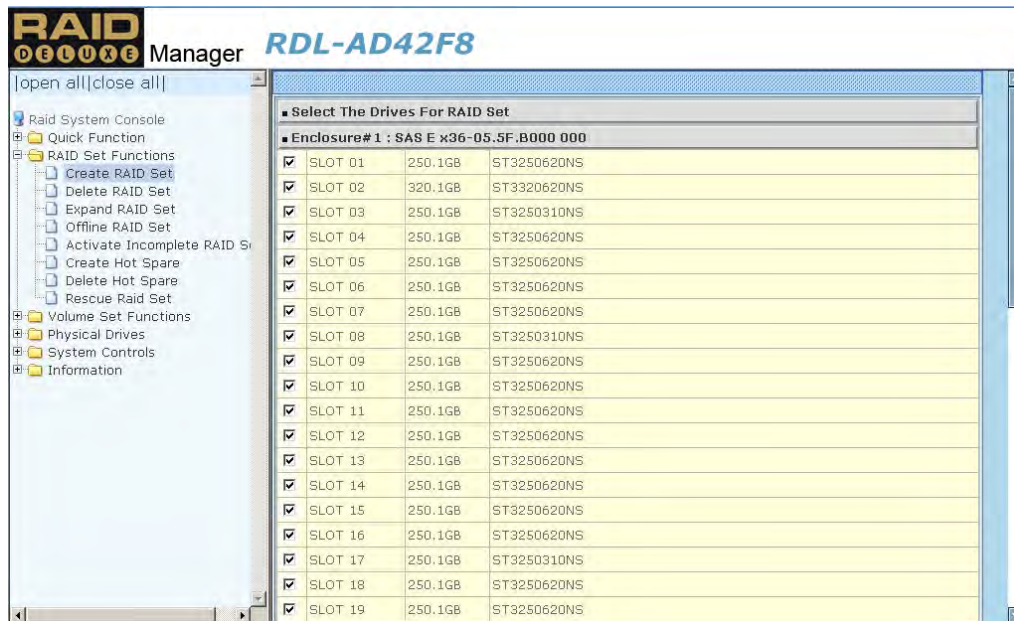 RAID
DELUXE Manager
RDL-AD42F8
|open all|close all|
Raid System Console
Quick Function
RAID Set Functions
Create RAID Set
Delete RAID Set
Expand RAID Set
Offline RAID Set
Activate Incomplete RAID Se
Create Hot Spare
Delete Hot Spare
Rescue Raid Set
Volume Set Functions
Physical Drives
System Controls
Information
Select The Drives For RAID Set
Enclosure#1 : SAS E x36-05.5F.B000 000
SLOT 01 250.1GB ST3250620NS
SLOT 02 320.1GB ST3320620NS
SLOT 03 250.1GB ST3250310NS
SLOT 04 250.1GB ST3250620NS
SLOT 05 250.1GB ST3250620NS
SLOT 06 250.1GB ST3250620NS
SLOT 07 250.1GB ST3250620NS
SLOT 08 250.1GB ST3250310NS
SLOT 09 250.1GB ST3250620NS
SLOT 10 250.1GB ST3250620NS
SLOT 11 250.1GB ST3250620NS
SLOT 12 250.1GB ST3250620NS
SLOT 13 250.1GB ST3250620NS
SLOT 14 250.1GB ST3250620NS
SLOT 15 250.1GB ST3250620NS
SLOT 16 250.1GB ST3250620NS
SLOT 17 250.1GB ST3250310NS
SLOT 18 250.1GB ST3250620NS
SLOT 19 250.1GB ST3250620NS